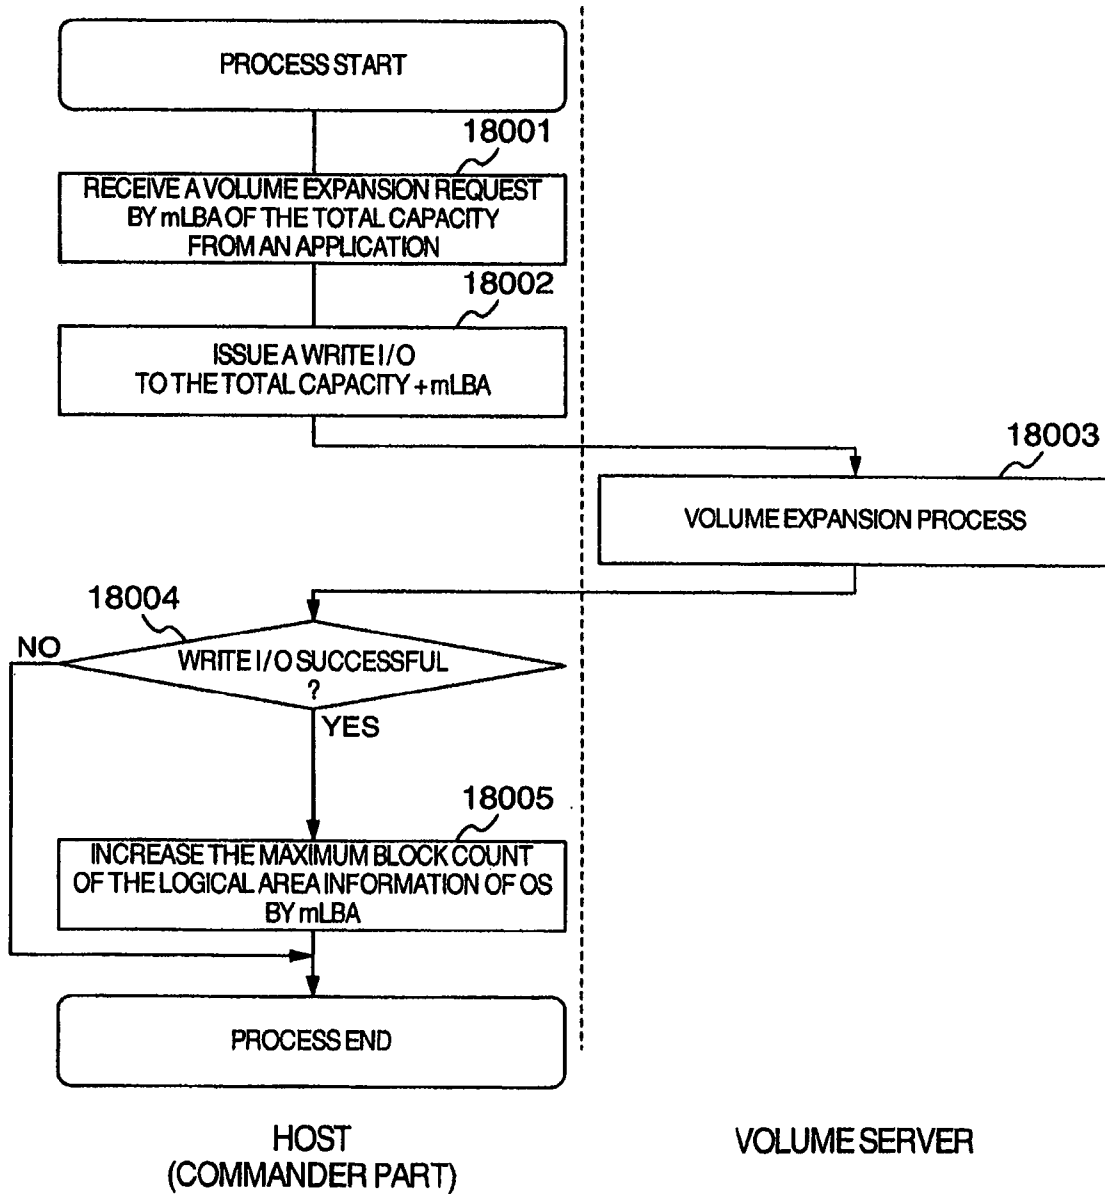 PROCESS START
18001
RECEIVE A VOLUME EXPANSION REQUEST
BY mLBA OF THE TOTAL CAPACITY
FROM AN APPLICATION
18002
ISSUE A WRITE I/O
TO THE TOTAL CAPACITY + mLBA
18003
VOLUME EXPANSION PROCESS
18004
NO
WRITE I/O SUCCESSFUL
?
YES
18005
INCREASE THE MAXIMUM BLOCK COUNT
OF THE LOGICAL AREA INFORMATION OF OS
BY mLBA
PROCESS END
HOST
(COMMANDER PART)
VOLUME SERVER